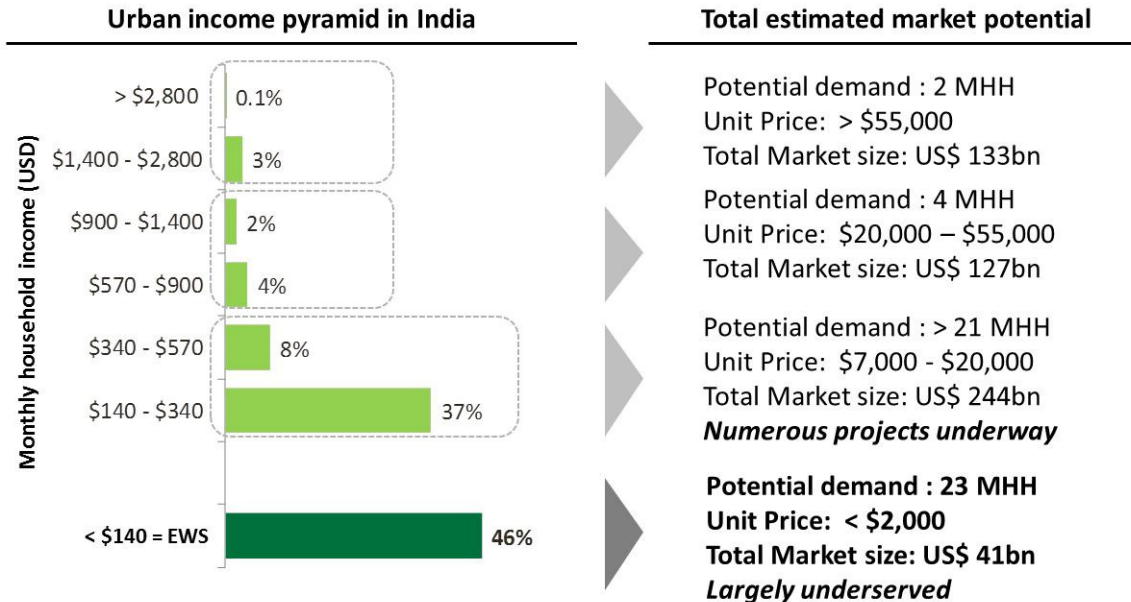 Urban income pyramid in India
Monthly household income (USD)
> $2,800
0.1%
$1,400 - $2,800
3%
$900 - $1,400
2%
$570 - $900
4%
$340 - $570
8%
$140 - $340
37%
< $140 = EWS
46%
Total estimated market potential
Potential demand : 2 MHH
Unit Price:  > $55,000
Total Market size: US$ 133bn
Potential demand : 4 MHH
Unit Price:  $20,000 – $55,000
Total Market size: US$ 127bn
Potential demand : > 21 MHH
Unit Price:  $7,000 - $20,000
Total Market size: US$ 244bn
Numerous projects underway
Potential demand : 23 MHH
Unit Price:  < $2,000
Total Market size: US$ 41bn
Largely underserved